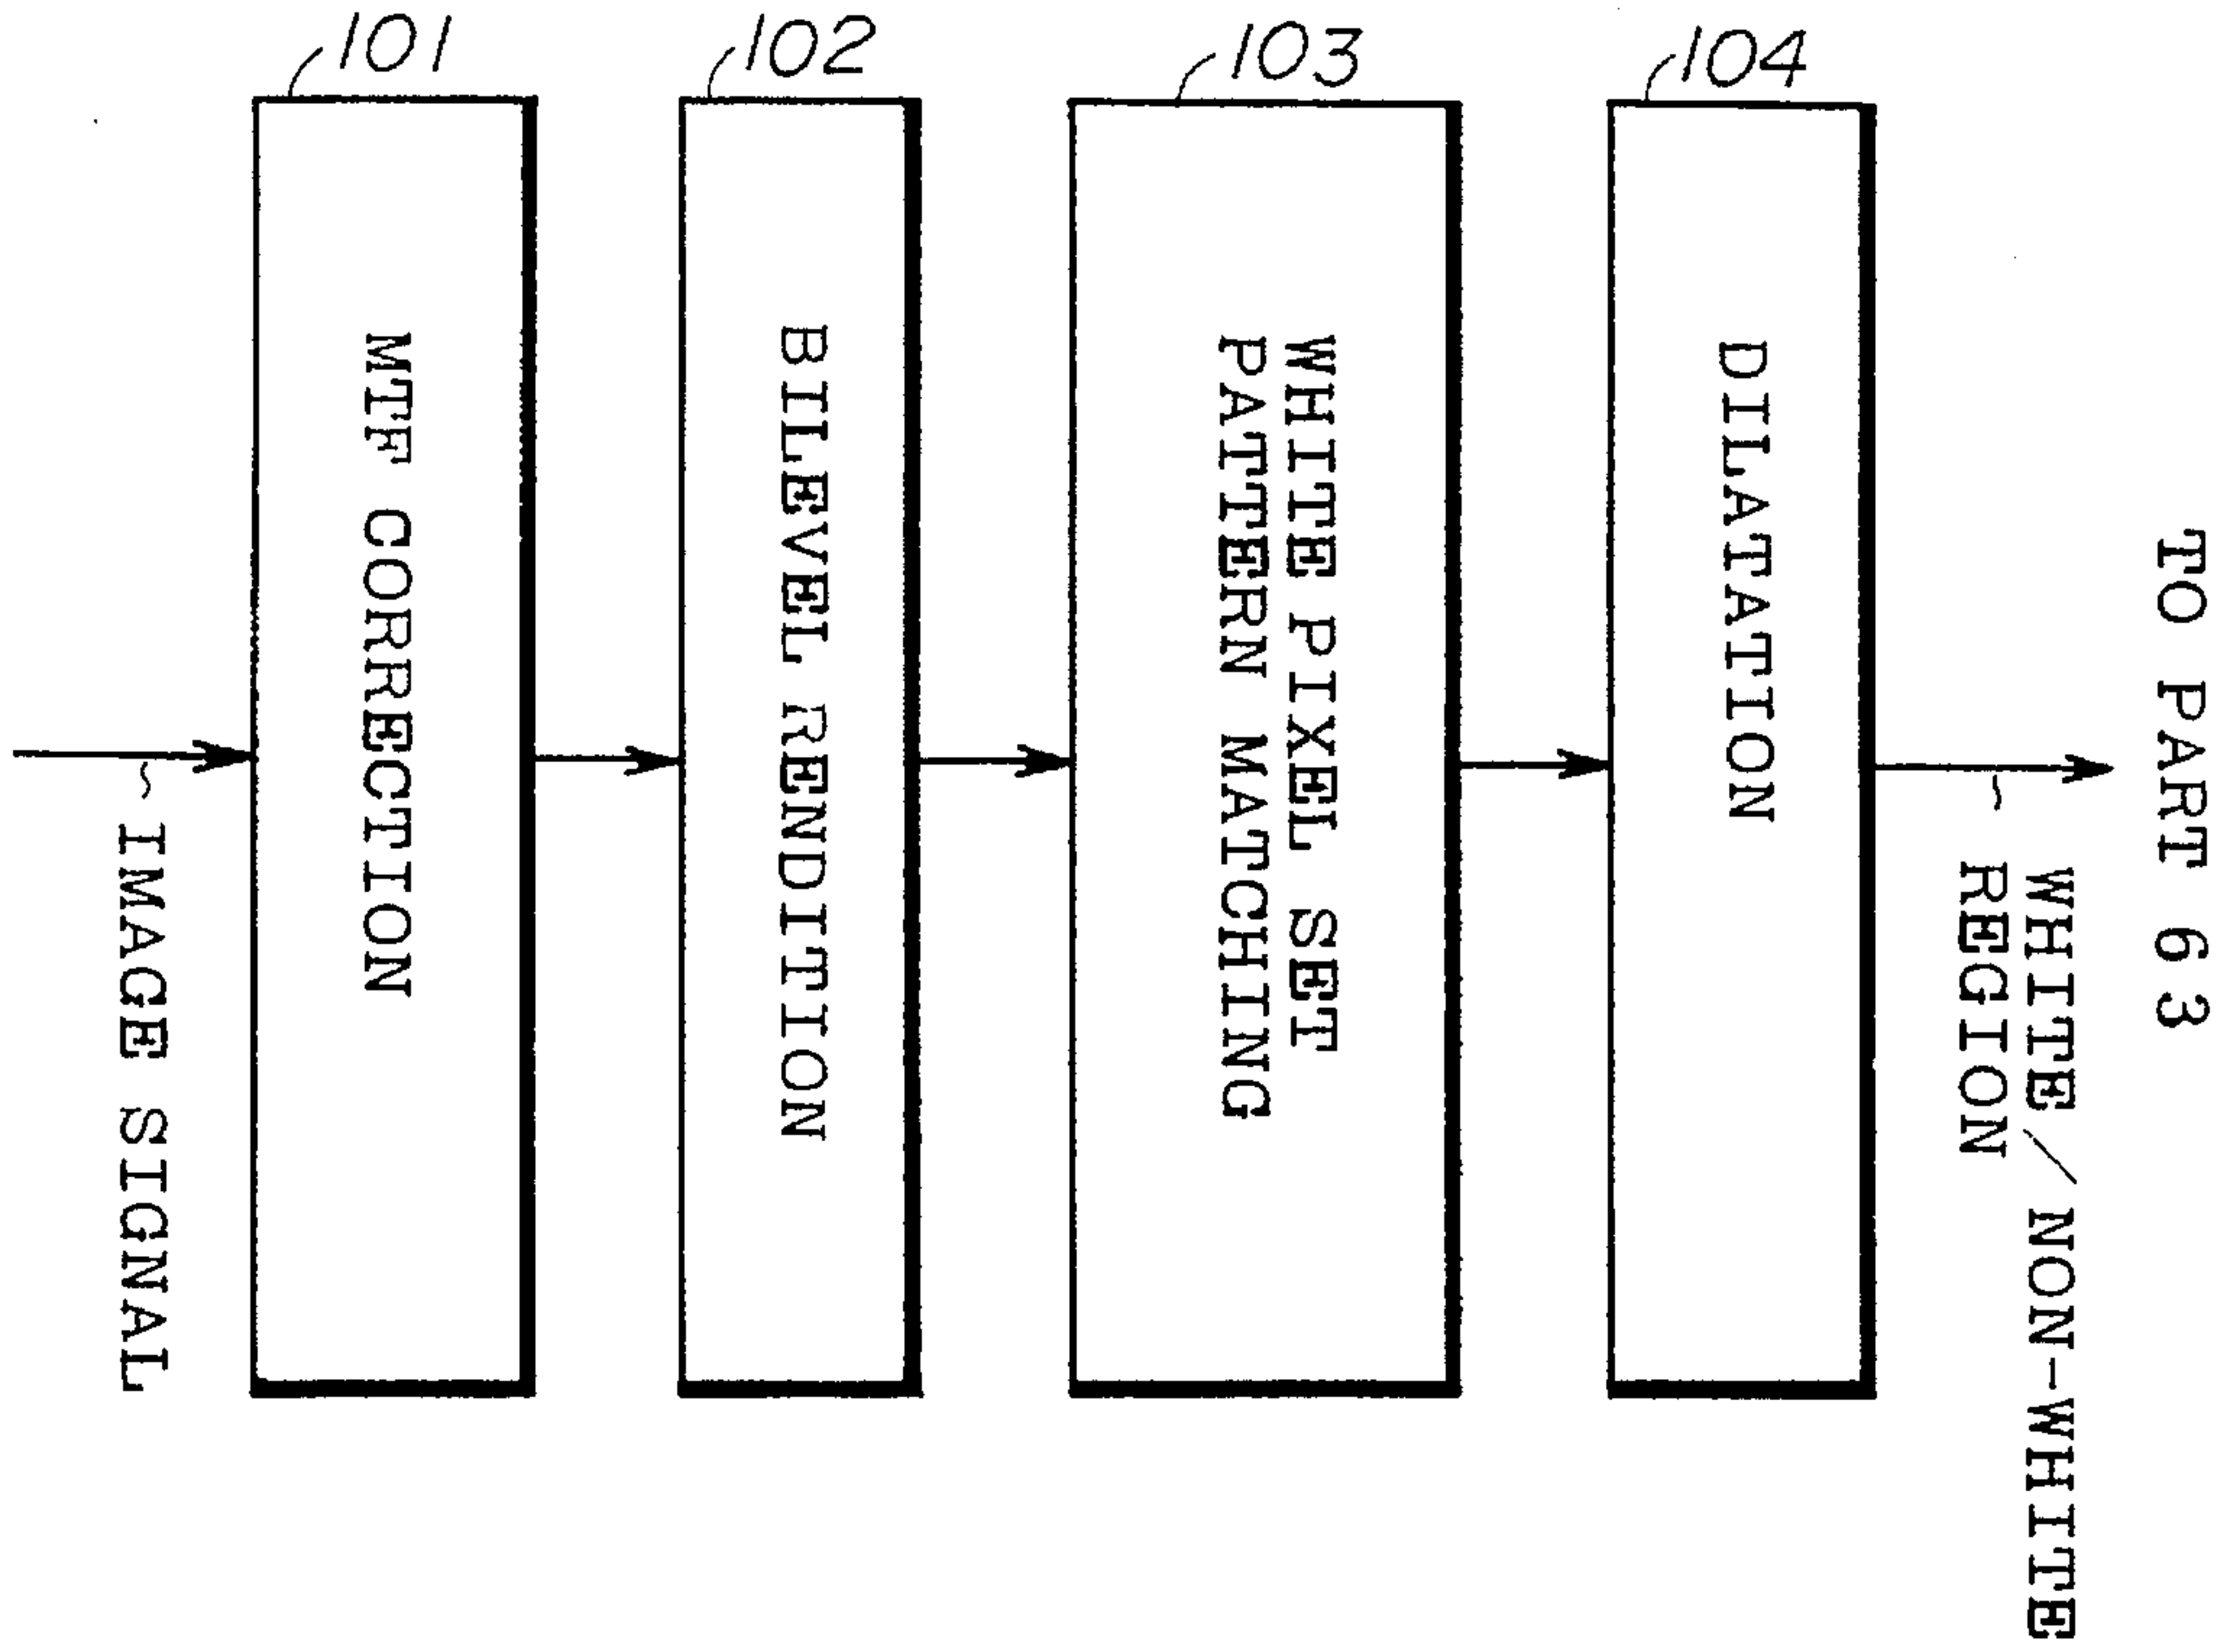 101
102
103
104
IMAGE SIGNAL
MTF CORRECTION
BILEVEL RENDITION
WHITE PIXEL SET
PATTERN MATCHING
DILATATION
WHITE/NON-WHITE
REGION
TO PART 63